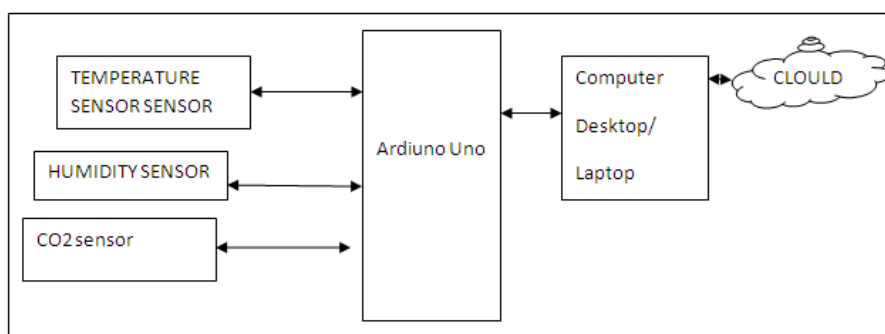 TEMPERATURE
SENSOR SENSOR
HUMIDITY SENSOR
CO2 sensor
Ardiuno Uno
Computer
Desktop/
Laptop
CLOULD